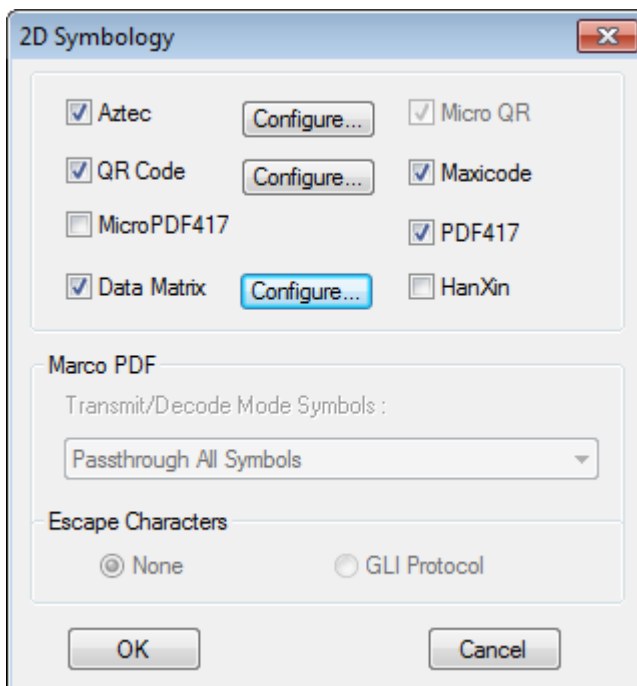 2D Symbology
Aztec Configure... Micro QR
QR Code Configure... Maxicode
MicroPDF417 PDF417
Data Matrix Configure... HanXin
Marco PDF
Transmit/Decode Mode Symbols :
Passthrough All Symbols
Escape Characters
None GLI Protocol
OK Cancel